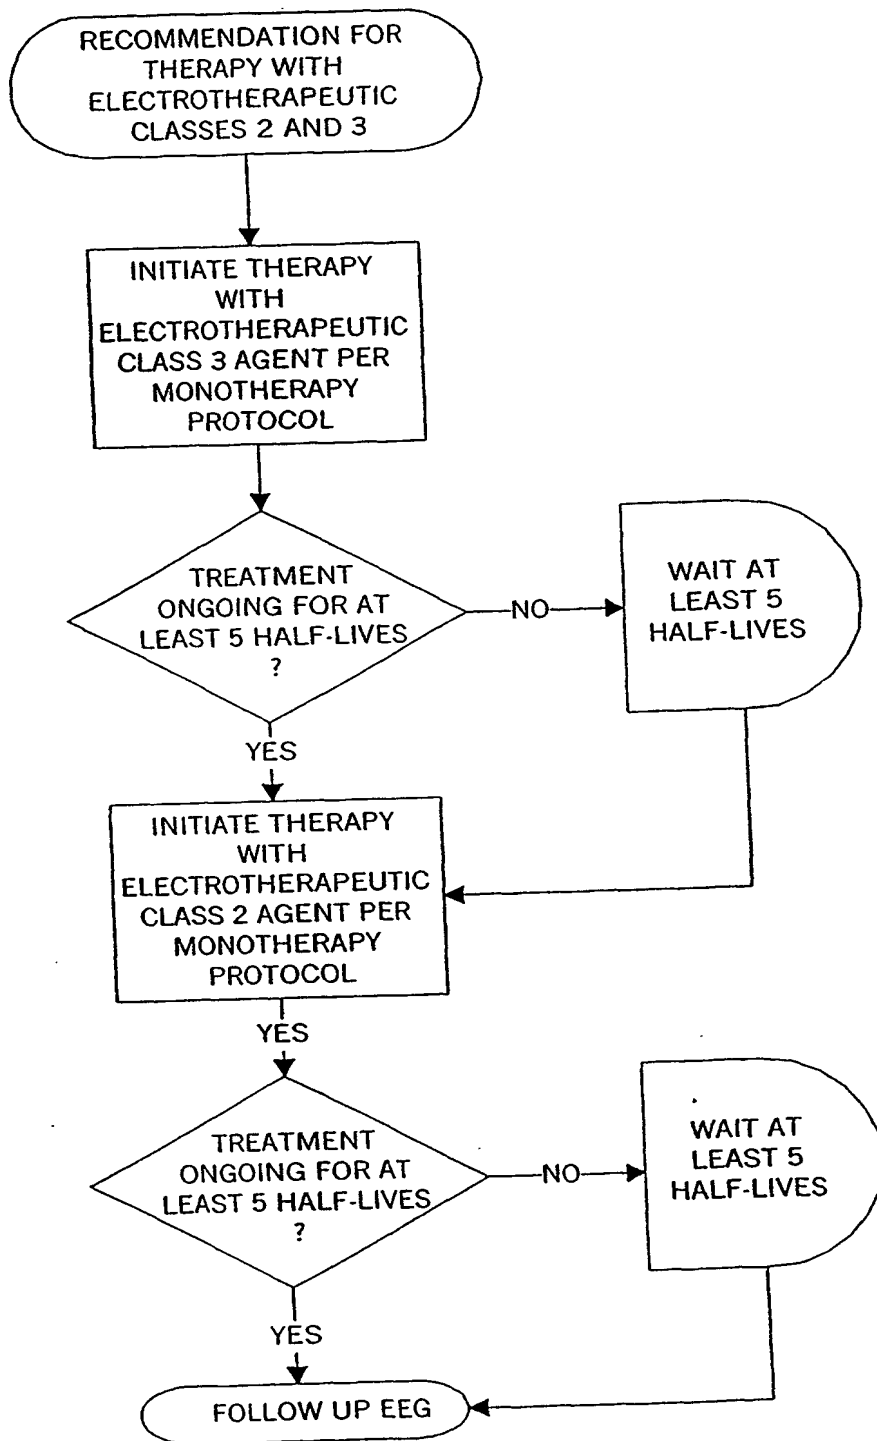 RECOMMENDATION FOR
THERAPY WITH
ELECTROTHERAPEUTIC
CLASSES 2 AND 3
INITIATE THERAPY
WITH
ELECTROTHERAPEUTIC
CLASS 3 AGENT PER
MONOTHERAPY
PROTOCOL
TREATMENT
ONGOING FOR AT
LEAST 5 HALF-LIVES
?
NO
WAIT AT
LEAST 5
HALF-LIVES
YES
INITIATE THERAPY
WITH
ELECTROTHERAPEUTIC
CLASS 2 AGENT PER
MONOTHERAPY
PROTOCOL
YES
TREATMENT
ONGOING FOR AT
LEAST 5 HALF-LIVES
?
NO
WAIT AT
LEAST 5
HALF-LIVES
YES
FOLLOW UP EEG